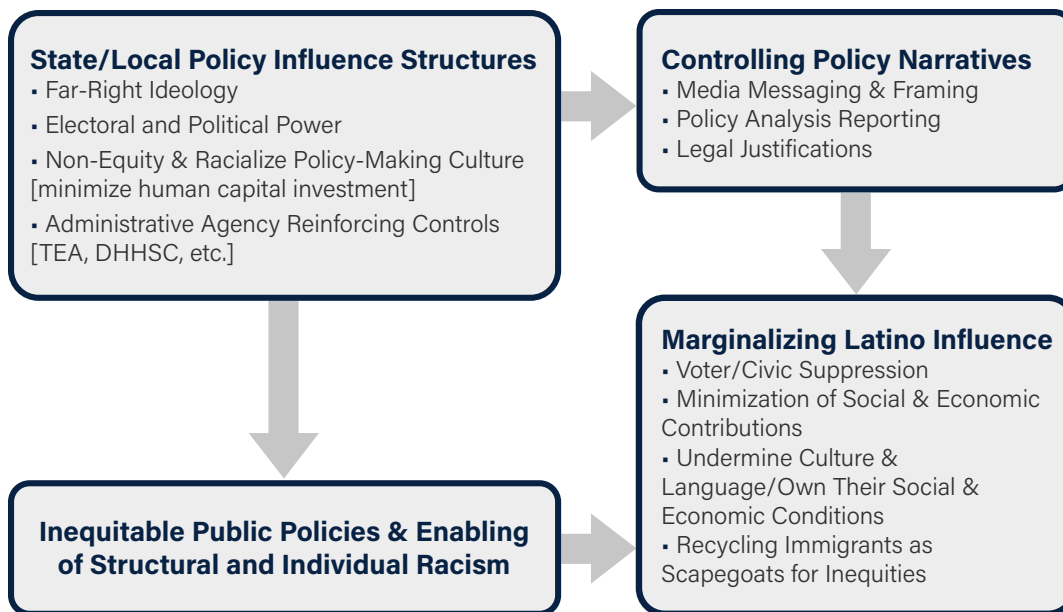 State/Local Policy Influence Structures
▪ Far-Right Ideology
▪ Electoral and Political Power
▪ Non-Equity & Racialize Policy-Making Culture
[minimize human capital investment]
▪ Administrative Agency Reinforcing Controls
[TEA, DHHSC, etc.]
Controlling Policy Narratives
▪ Media Messaging & Framing
▪ Policy Analysis Reporting
▪ Legal Justifications
Inequitable Public Policies & Enabling
of Structural and Individual Racism
Marginalizing Latino Influence
▪ Voter/Civic Suppression
▪ Minimization of Social & Economic
Contributions
▪ Undermine Culture &
Language/Own Their Social &
Economic Conditions
▪ Recycling Immigrants as
Scapegoats for Inequities